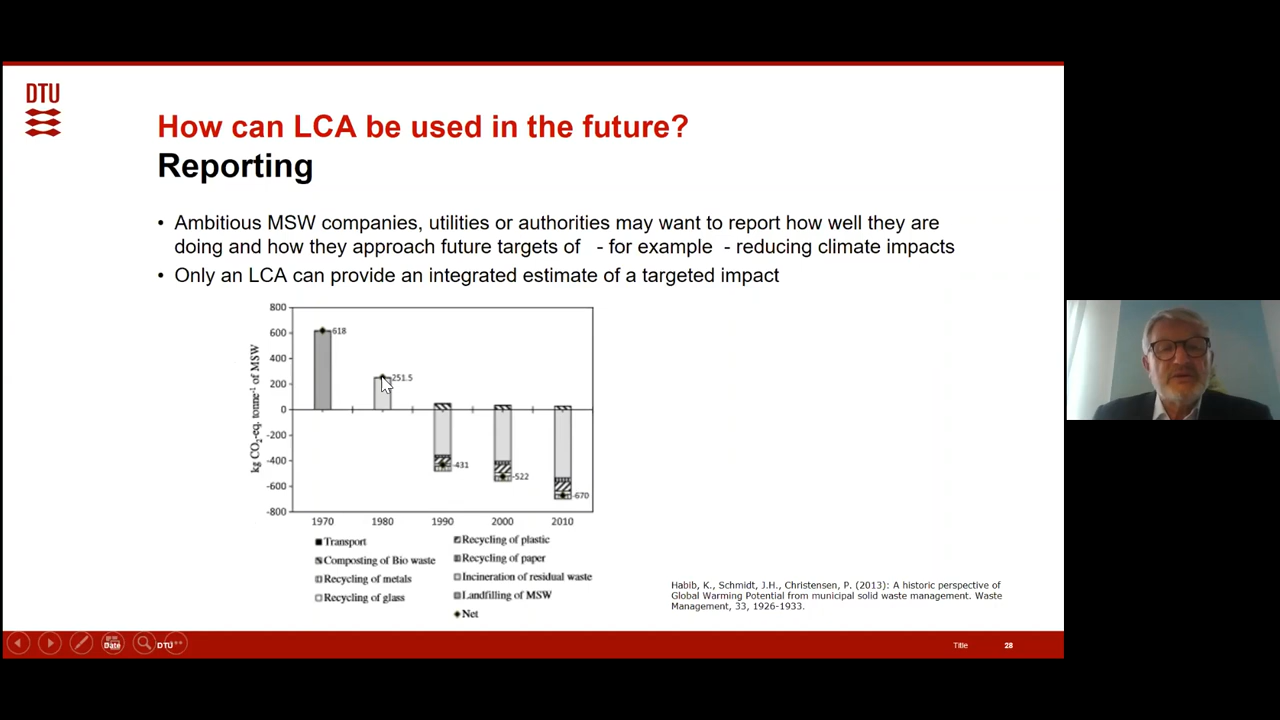 DTU
How can LCA be used in the future?
Reporting
• Ambitious MSW companies, utilities or authorities may want to report how well they are
doing and how they approach future targets of - for example - reducing climate impacts
• Only an LCA can provide an integrated estimate of a targeted impact
kg CO₂-eq. tonne⁻¹ of MSW
800
600
400
200
0
-200
-400
-600
-800
618
251.5
-431
-522
-670
1970 1980 1990 2000 2010
Transport
Composting of Bio waste
Recycling of metals
Recycling of glass
Recycling of plastic
Recycling of paper
Incineration of residual waste
Landfilling of MSW
Net
Habib, K., Schmidt, J.H., Christensen, P. (2013): A historic perspective of
Global Warming Potential from municipal solid waste management. Waste
Management, 33, 1926-1933.
Date
DTU
Title 28